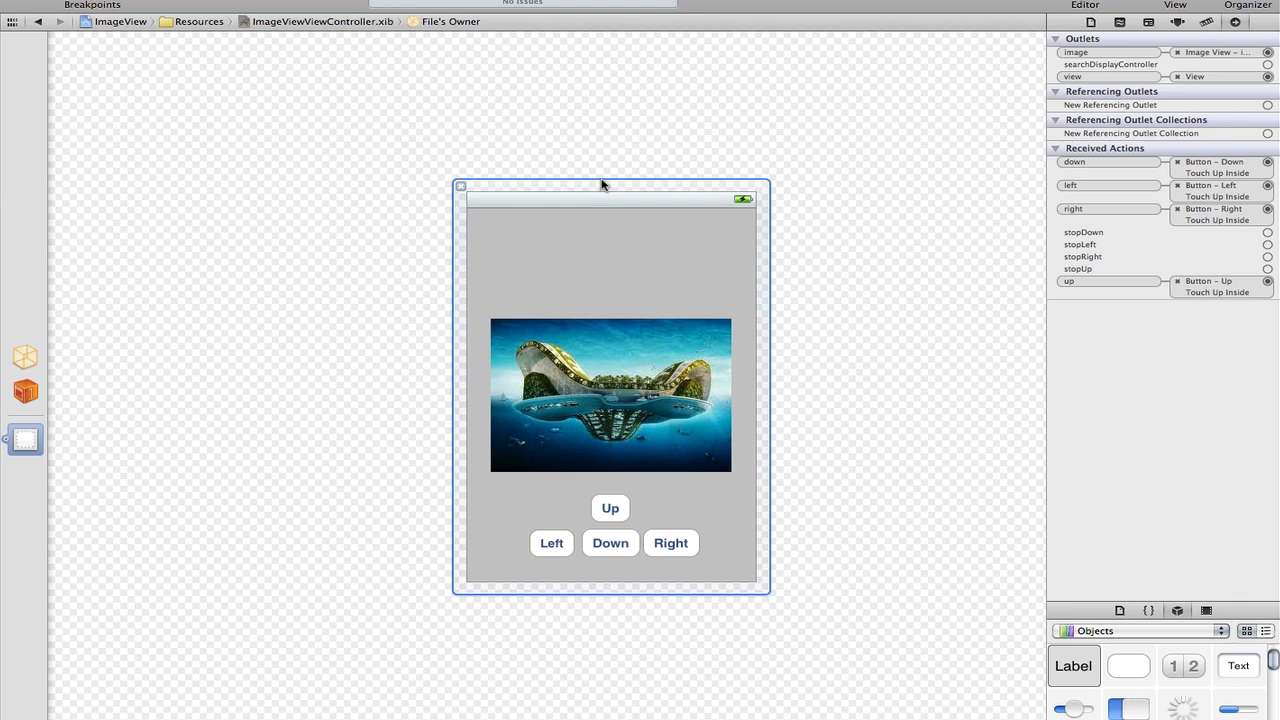 No Issues
Breakpoints
Editor
View
Organizer
ImageView
Resources
ImageViewViewController.xib
File's Owner
Outlets
image
Image View – i...
searchDisplayController
view
View
Referencing Outlets
New Referencing Outlet
Referencing Outlet Collections
New Referencing Outlet Collection
Received Actions
down
Button – Down
Touch Up Inside
left
Button – Left
Touch Up Inside
right
Button – Right
Touch Up Inside
stopDown
stopLeft
stopRight
stopUp
up
Button – Up
Touch Up Inside
Up
Left
Down
Right
{ }
Objects
Label
1 2
Text